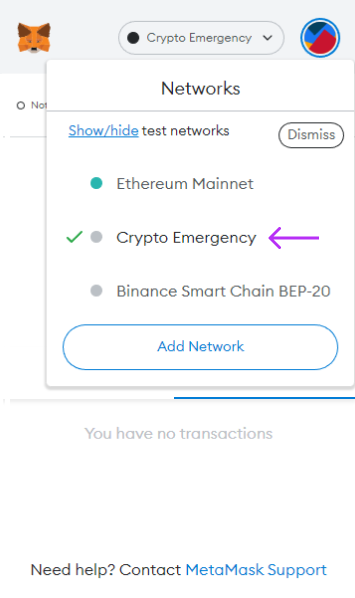 Crypto Emergency
Networks
Show/hide test networks
Dismiss
Ethereum Mainnet
Crypto Emergency
Binance Smart Chain BEP-20
Add Network
You have no transactions
Need help? Contact MetaMask Support